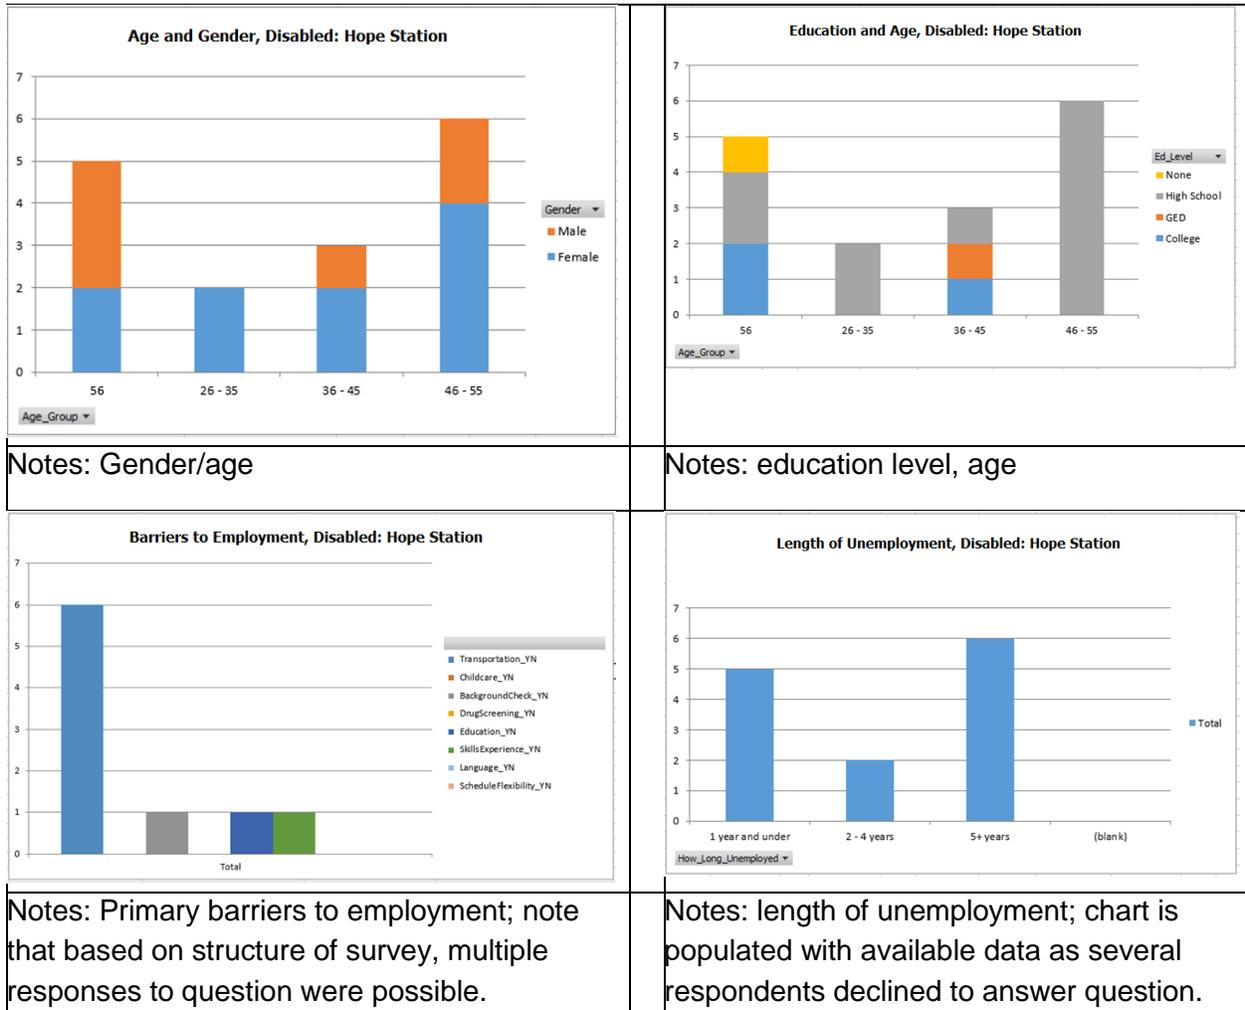 Age and Gender, Disabled: Hope Station
7
6
5
4
3
2
1
0
56
26 - 35
36 - 45
46 - 55
Gender
Male
Female
Age_Group
Education and Age, Disabled: Hope Station
7
6
5
4
3
2
1
0
56
26 - 35
36 - 45
46 - 55
Ed_Level
None
High School
GED
College
Age_Group
Notes: Gender/age
Notes: education level, age
Barriers to Employment, Disabled: Hope Station
7
6
5
4
3
2
1
0
Total
Transportation_YN
Childcare_YN
BackgroundCheck_YN
DrugScreening_YN
Education_YN
SkillsExperience_YN
Language_YN
ScheduleFlexibility_YN
Length of Unemployment, Disabled: Hope Station
7
6
5
4
3
2
1
0
1 year and under
2 - 4 years
5+ years
(blank)
Total
How_Long_Unemployed
Notes: Primary barriers to employment; note
that based on structure of survey, multiple
responses to question were possible.
Notes: length of unemployment; chart is
populated with available data as several
respondents declined to answer question.